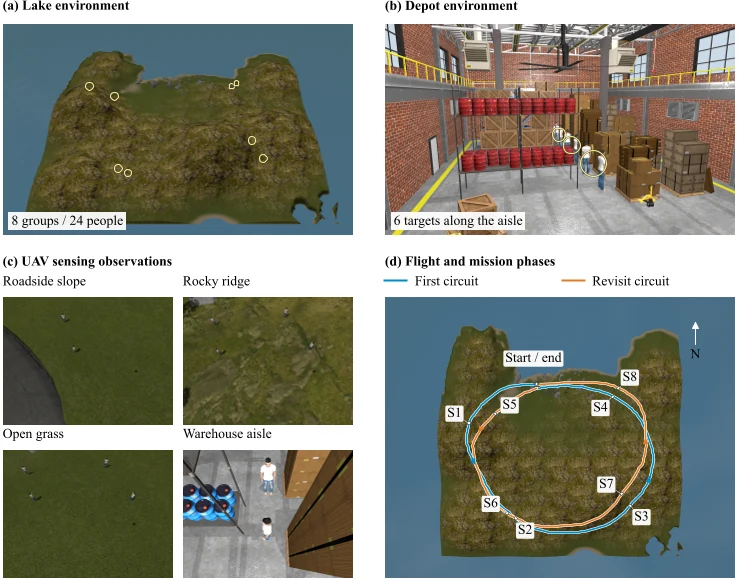 (a) Lake environment
(b) Depot environment
8 groups / 24 people
6 targets along the aisle
(c) UAV sensing observations
(d) Flight and mission phases
Roadside slope
Rocky ridge
First circuit
Revisit circuit
Open grass
Warehouse aisle
N
Start / end
S8
S1
S5
S4
S7
S6
S3
S2